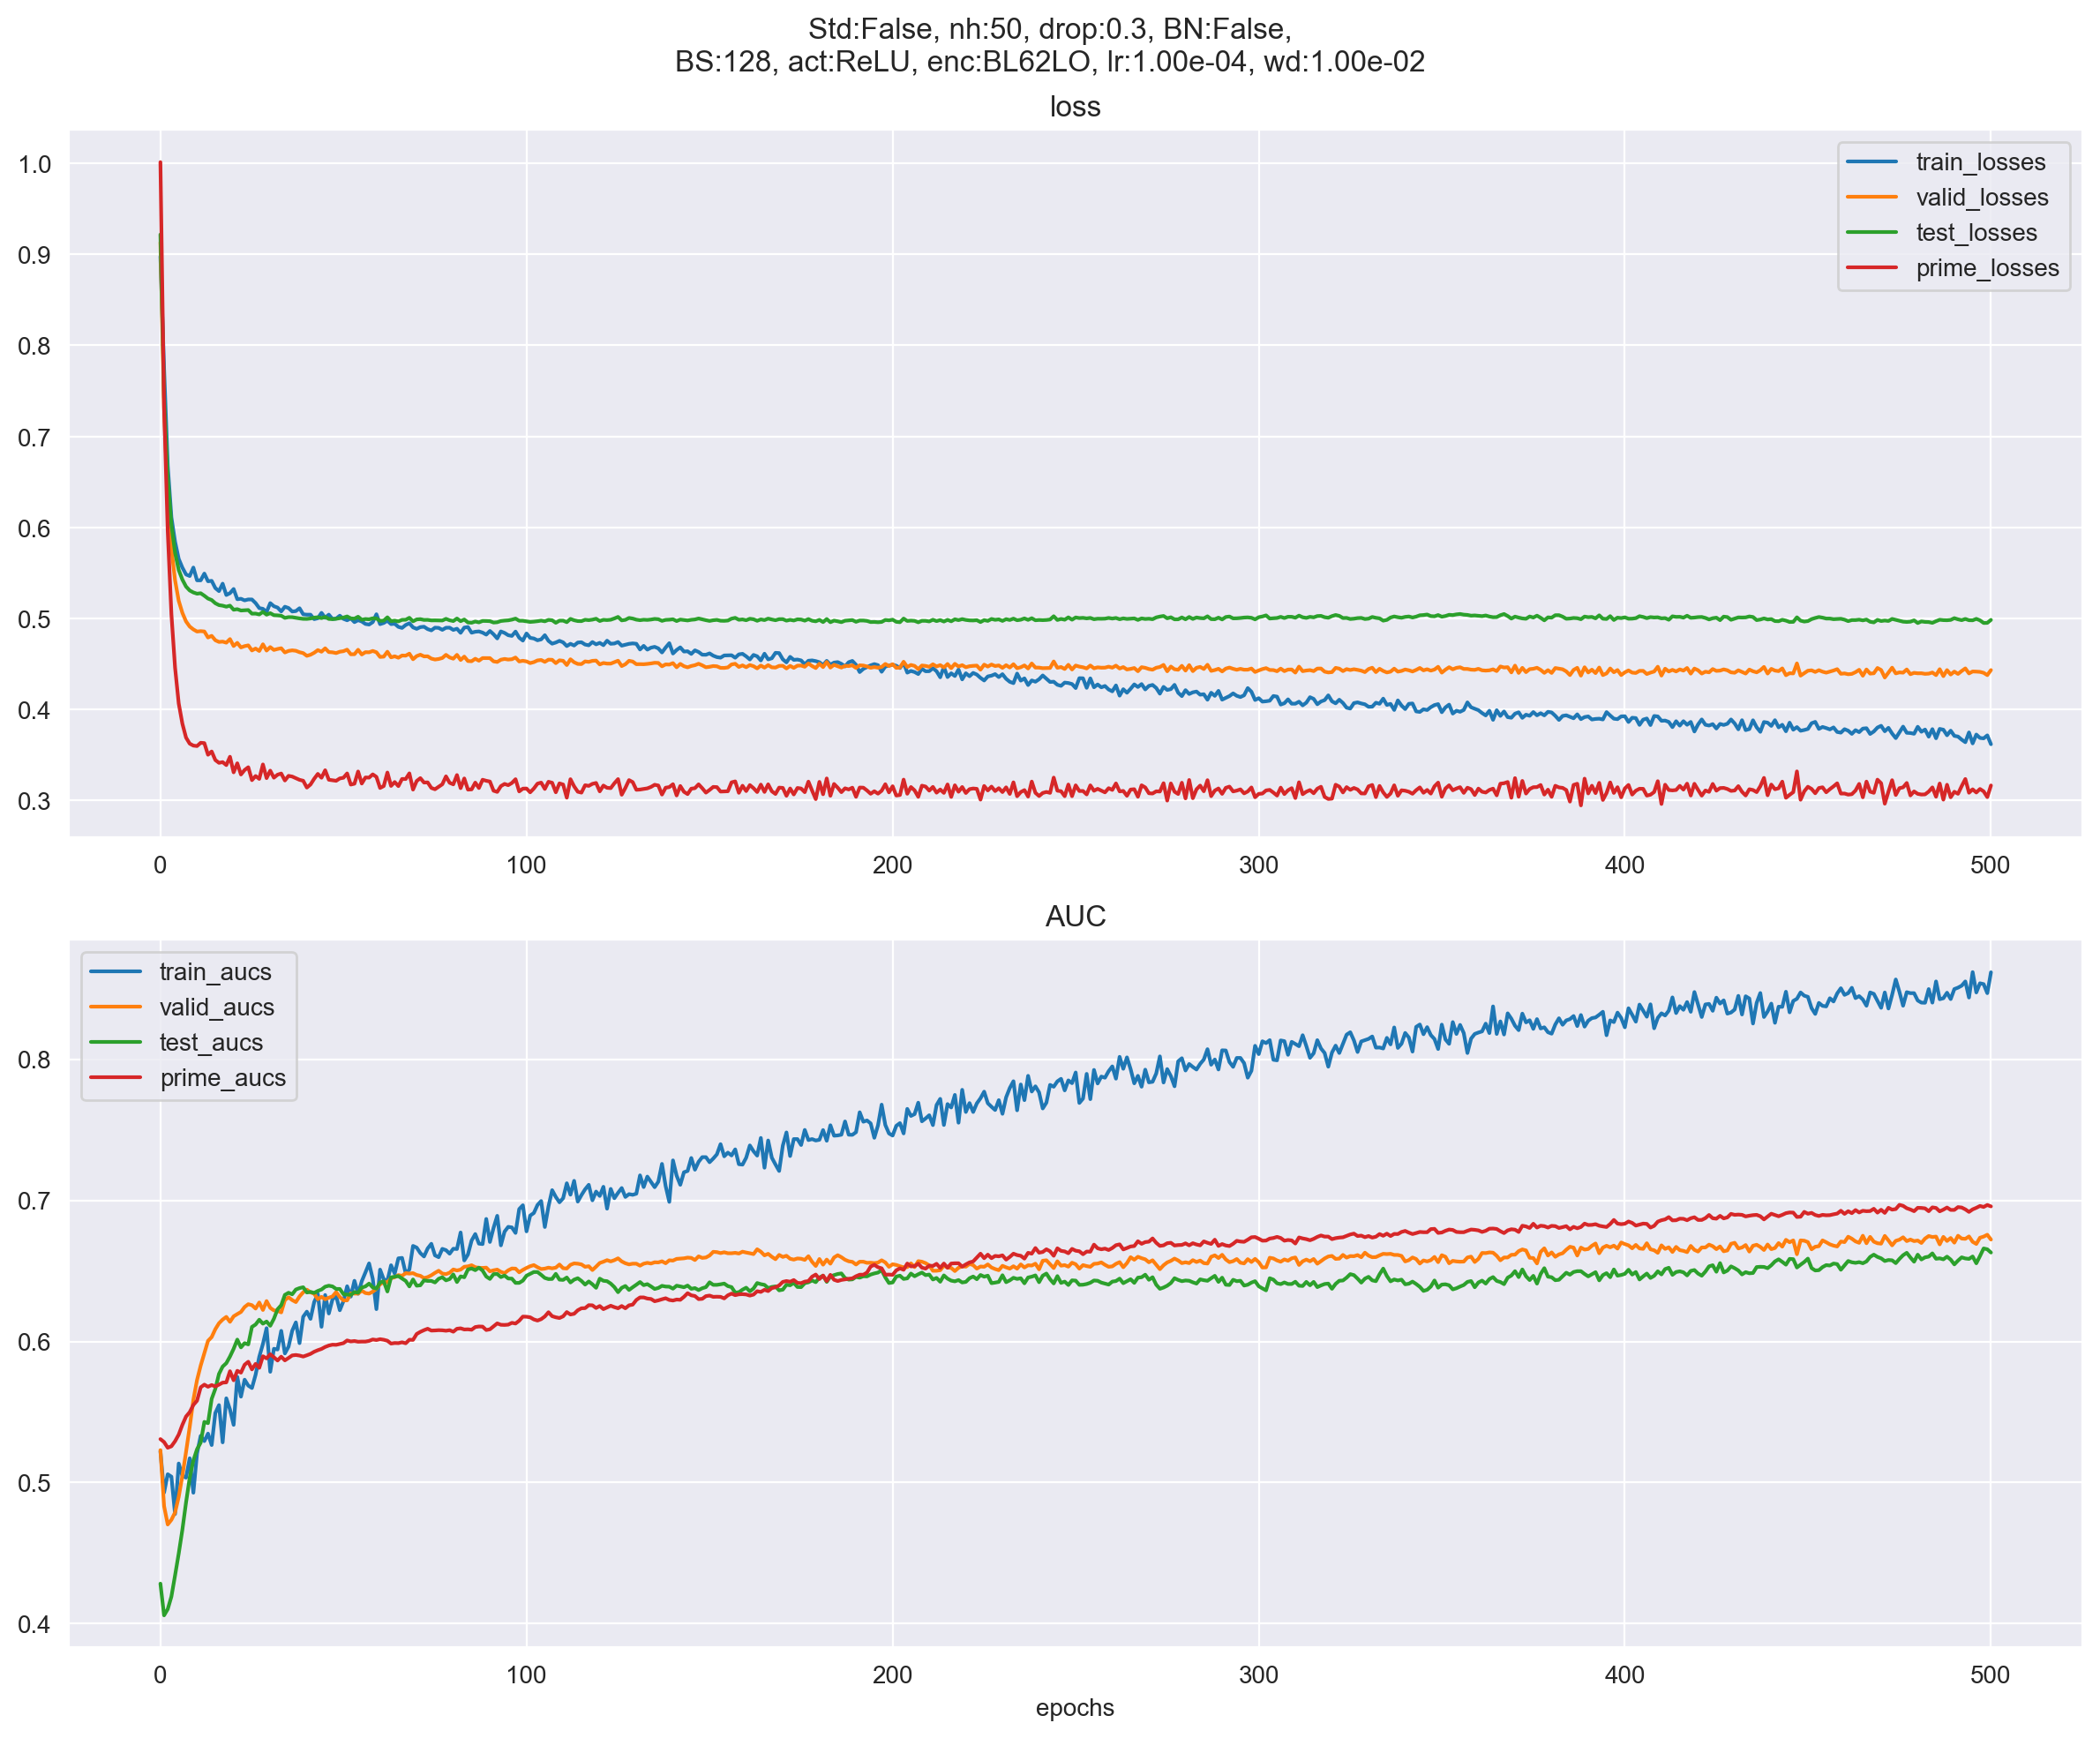 Std:False, nh:50, drop:0.3, BN:False,
BS:128, act:ReLU, enc:BL62LO, lr:1.00e-04, wd:1.00e-02
loss
1.0
0.9
0.8
0.7
0.6
0.5
0.4
0.3
train_losses
valid_losses
test_losses
prime_losses
0 100 200 300 400 500
AUC
train_aucs
valid_aucs
test_aucs
prime_aucs
0.8
0.7
0.6
0.5
0.4
0 100 200 300 400 500
epochs